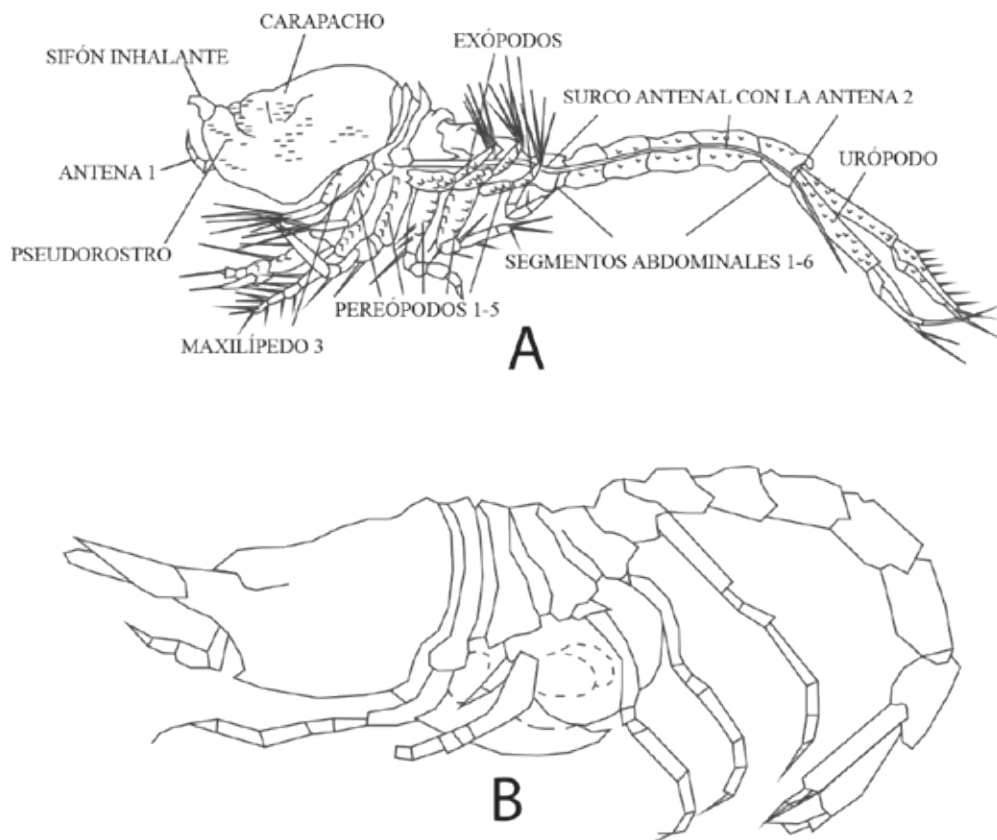 CARAPACHO
SIFÓN INHALANTE
EXÓPODOS
SURCO ANTENAL CON LA ANTENA 2
URÓPODO
ANTENA 1
PSEUDOROSTRO
SEGMENTOS ABDOMINALES 1-6
PEREÓPODOS 1-5
MAXILÍPEDO 3
A
B